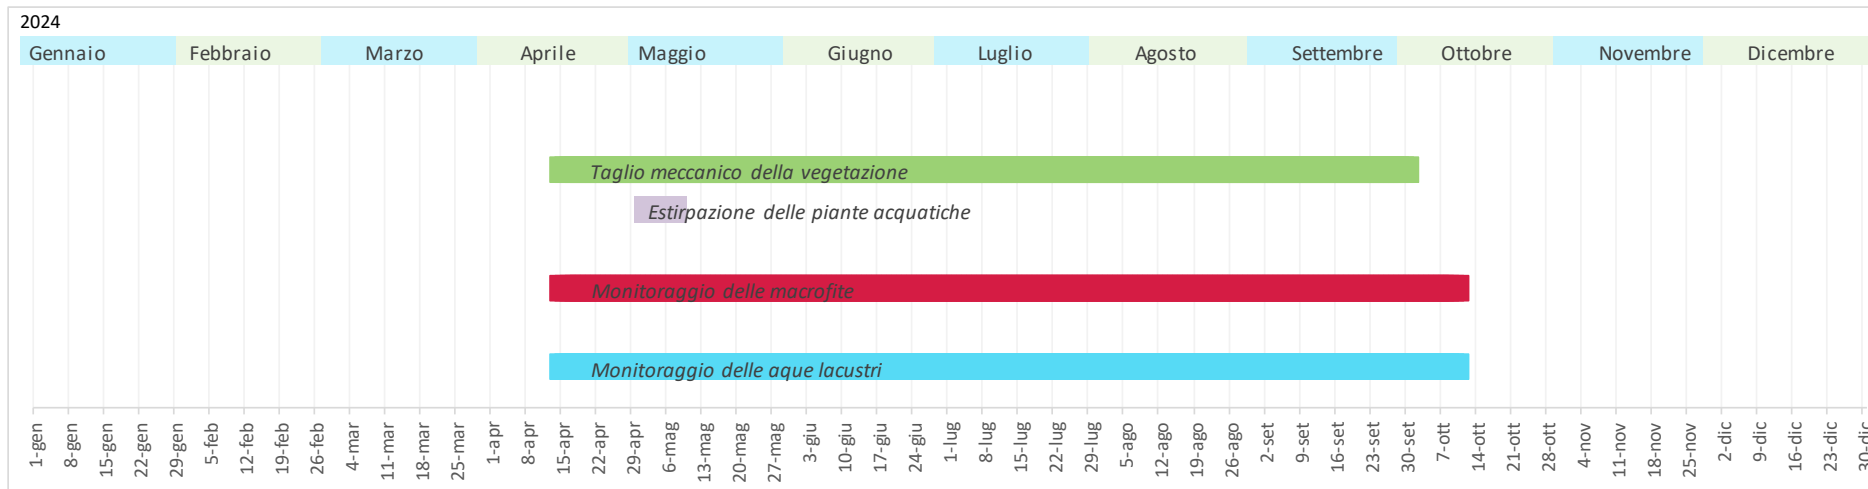 2024
Gennaio Febbraio Marzo Aprile Maggio Giugno Luglio Agosto Settembre Ottobre Novembre Dicembre
Taglio meccanico della vegetazione
Estirpazione delle piante acquatiche
Monitoraggio delle macrofite
Monitoraggio delle aque lacustri
1-gen 8-gen 15-gen 22-gen 29-gen 5-feb 12-feb 19-feb 26-feb 4-mar 11-mar 18-mar 25-mar 1-apr 8-apr 15-apr 22-apr 29-apr 6-mag 13-mag 20-mag 27-mag 3-giu 10-giu 17-giu 24-giu 1-lug 8-lug 15-lug 22-lug 29-lug 5-ago 12-ago 19-ago 26-ago 2-set 9-set 16-set 23-set 30-set 7-ott 14-ott 21-ott 28-ott 4-nov 11-nov 18-nov 25-nov 2-dic 9-dic 16-dic 23-dic 30-dic